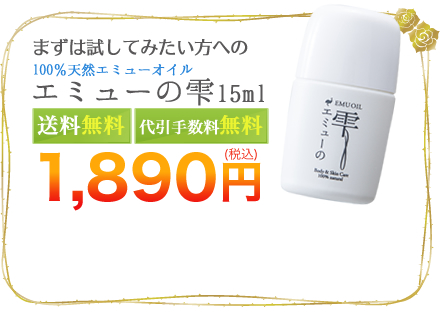 まずは試してみたい方への
100%天然エミューオイル
エミューの雫15ml
送料無料 代引手数料無料
(税込)
1,890円
EMU OIL
エミューの雫
Body & Skin Care
100% natural